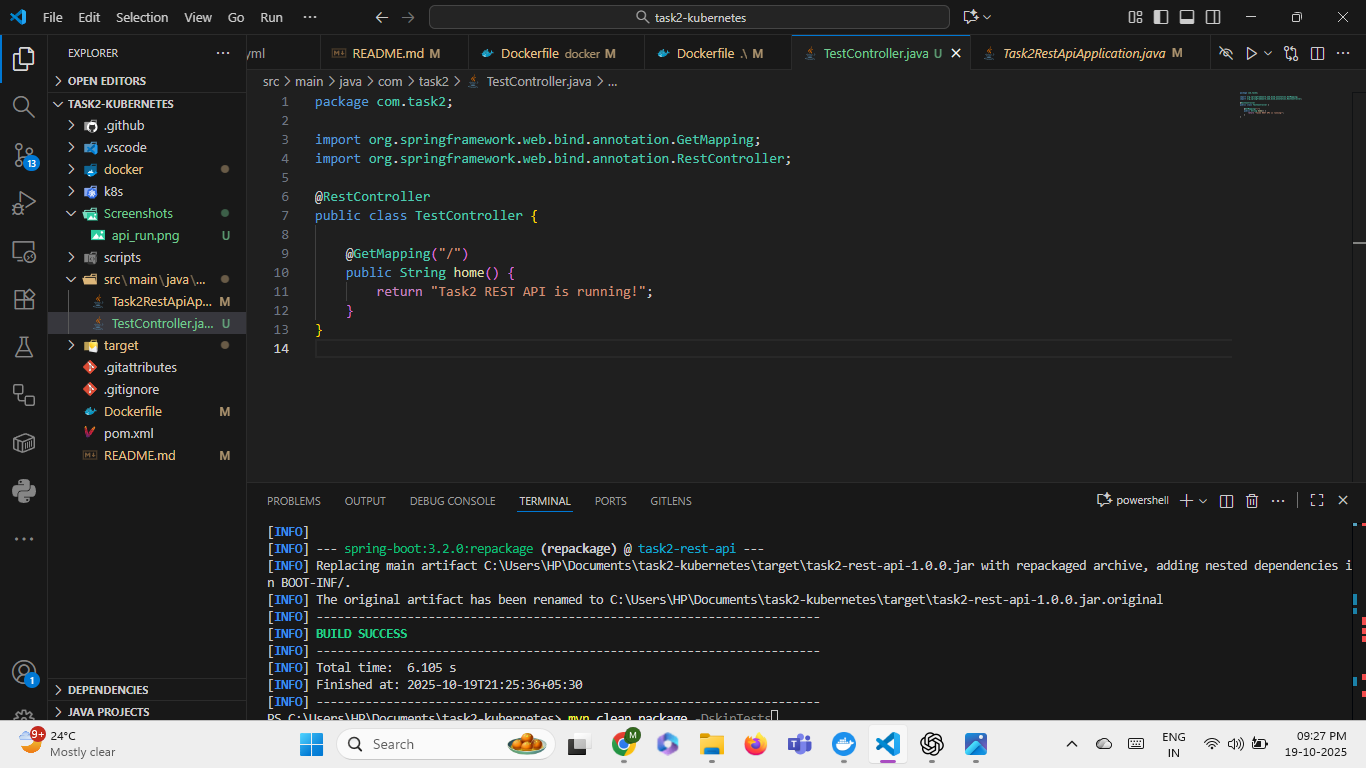 File Edit Selection View Go Run ··· task2-kubernetes
EXPLORER
OPEN EDITORS
TASK2-KUBERNETES
.github
.vscode
docker
k8s
Screenshots
api_run.png U
scripts
src\main\java\...
Task2RestApiAp... M
TestController.ja... U
target
.gitattributes
.gitignore
Dockerfile M
pom.xml
README.md M
DEPENDENCIES
JAVA PROJECTS
13
1
yml README.md M Dockerfile docker M Dockerfile .\ M TestController.java U Task2RestApiApplication.java M
src > main > java > com > task2 > TestController.java > ...
1 package com.task2;
2
3 import org.springframework.web.bind.annotation.GetMapping;
4 import org.springframework.web.bind.annotation.RestController;
5
6 @RestController
7 public class TestController {
8
9 @GetMapping("/")
10 public String home() {
11 return "Task2 REST API is running!";
12 }
13 }
14
PROBLEMS OUTPUT DEBUG CONSOLE TERMINAL PORTS GITLENS powershell
[INFO]
[INFO] --- spring-boot:3.2.0:repackage (repackage) @ task2-rest-api ---
[INFO] Replacing main artifact C:\Users\HP\Documents\task2-kubernetes\target\task2-rest-api-1.0.0.jar with repackaged archive, adding nested dependencies i
n BOOT-INF/.
[INFO] The original artifact has been renamed to C:\Users\HP\Documents\task2-kubernetes\target\task2-rest-api-1.0.0.jar.original
[INFO] ------------------------------------------------------------------------
[INFO] BUILD SUCCESS
[INFO] ------------------------------------------------------------------------
[INFO] Total time:  6.105 s
[INFO] Finished at: 2025-10-19T21:25:36+05:30
[INFO] ------------------------------------------------------------------------
PS C:\Users\HP\Documents\task2-kubernetes> mvn clean package -DskipTests
9+ 24°C
Mostly clear
Search
M
ENG
IN
09:27 PM
19-10-2025